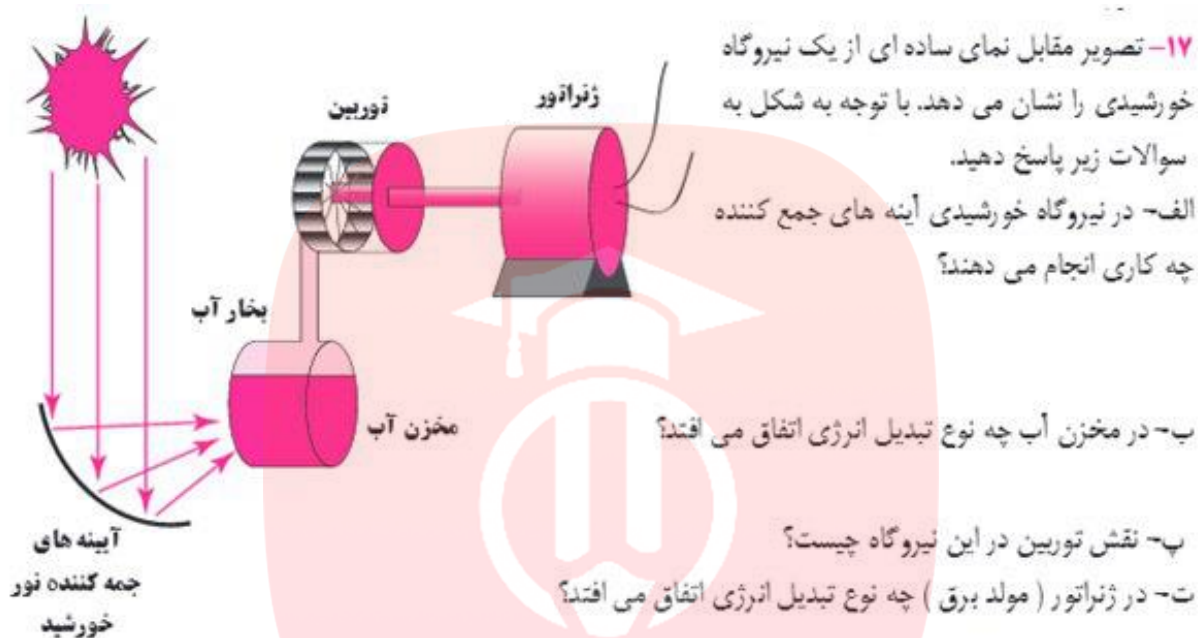 ۱۷- تصویر مقابل نمای ساده ای از یک نیروگاه
خورشیدی را نشان می دهد. با توجه به شکل به
سوالات زیر پاسخ دهید.
الف- در نیروگاه خورشیدی آینه های جمع کننده
چه کاری انجام می دهند؟
ب- در مخزن آب چه نوع تبدیل انرژی اتفاق می افتد؟
پ- نقش توربین در این نیروگاه چیست؟
ت- در ژنراتور ( مولد برق ) چه نوع تبدیل انرژی اتفاق می افتد؟
ژنراتور
توربین
بخار آب
مخزن آب
آیینه های
جمه کننده نور
خورشید